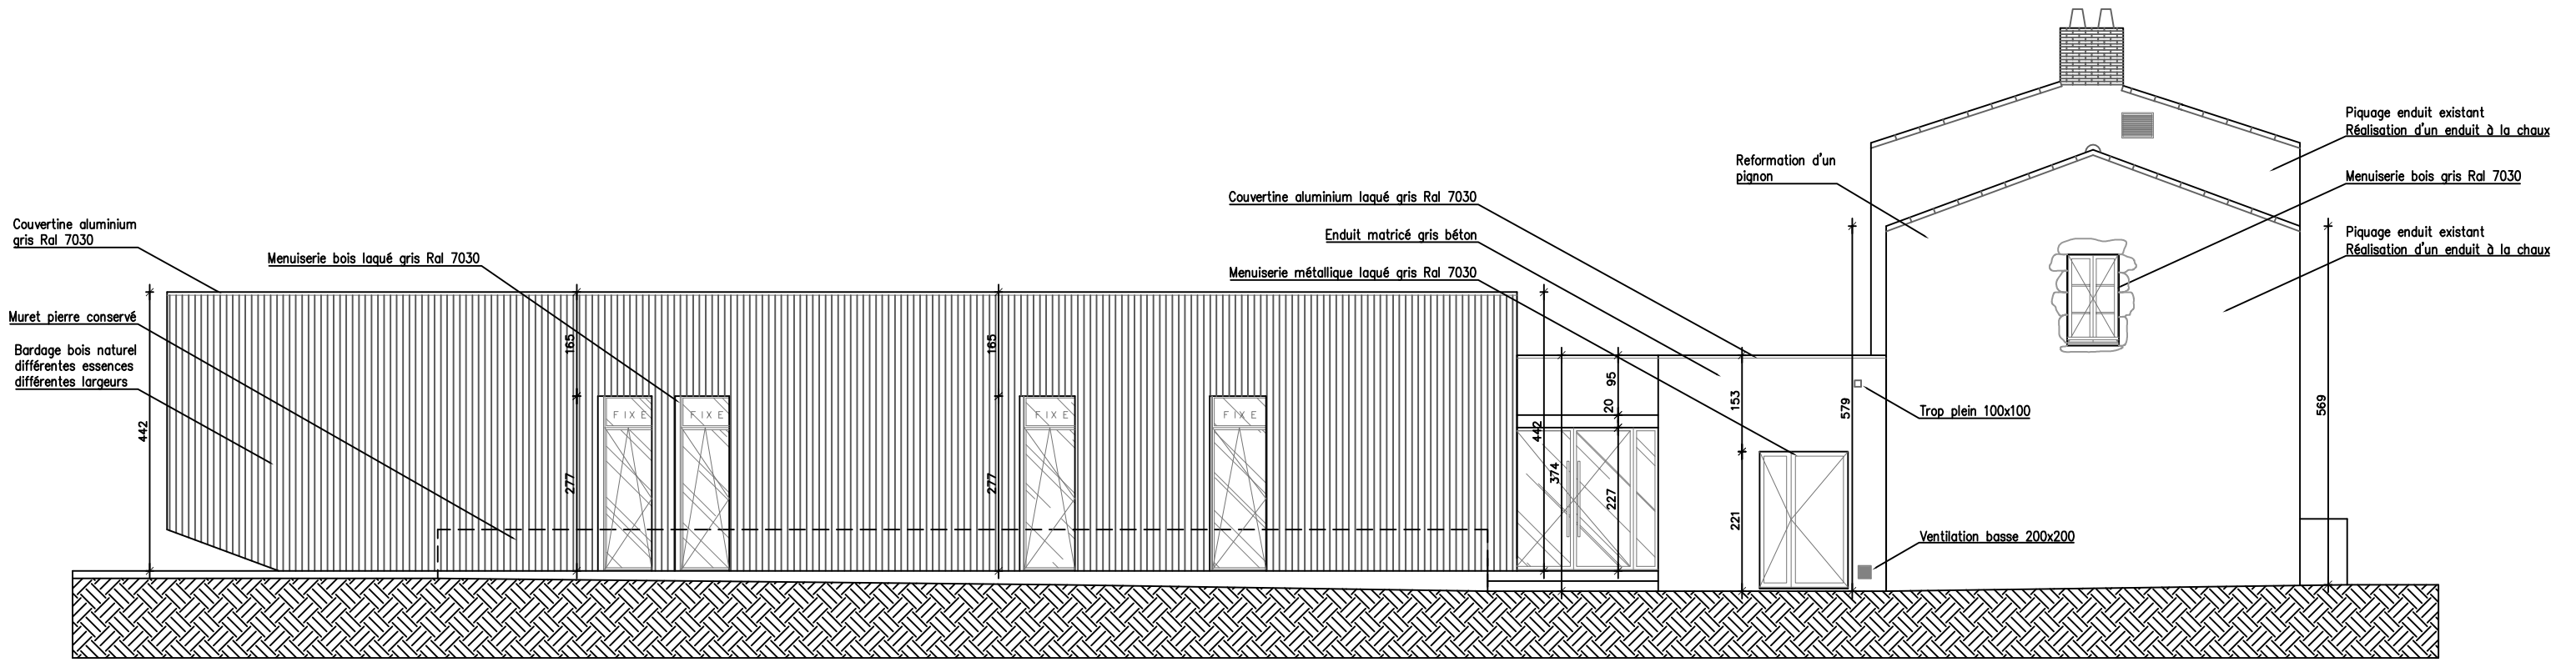 Couvertine aluminium
gris Ral 7030
Muret pierre conservé
Bardage bois naturel
différentes essences
différentes largeurs
442
Menuiserie bois laqué gris Ral 7030
165
277
FIXE
FIXE
165
277
FIXE
FIXE
Couvertine aluminium laqué gris Ral 7030
Enduit matricé gris béton
Menuiserie métallique laqué gris Ral 7030
442
374
95
20
227
153
221
579
Reformation d'un
pignon
Trop plein 100x100
Ventilation basse 200x200
569
Piquage enduit existant
Réalisation d'un enduit à la chaux
Menuiserie bois gris Ral 7030
Piquage enduit existant
Réalisation d'un enduit à la chaux